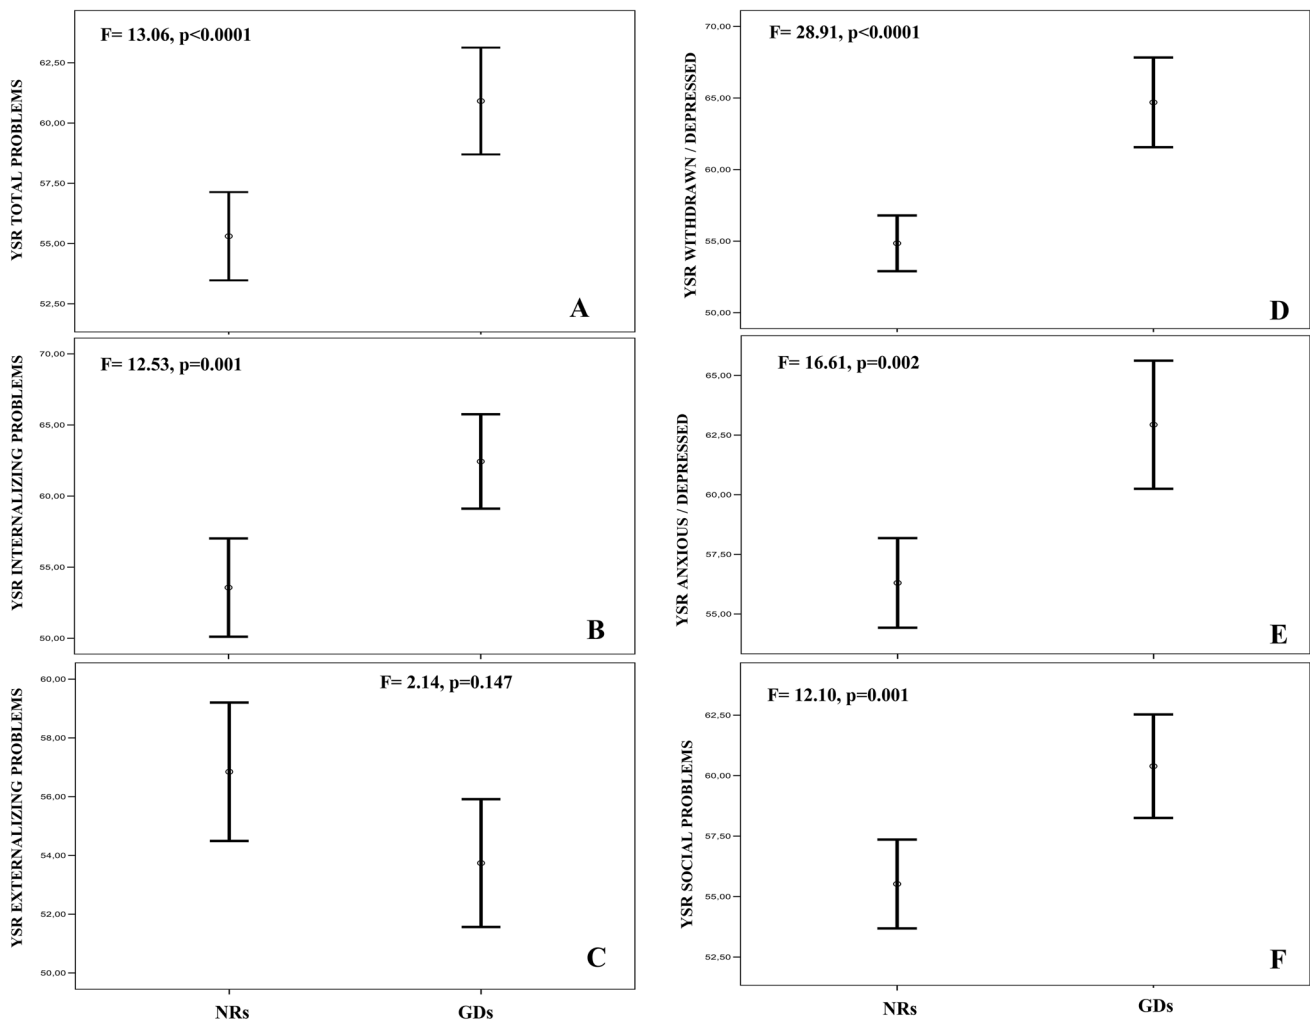 F= 13.06, p<0.0001
YSR TOTAL PROBLEMS
62,50
60,00
57,50
55,00
52,50
A
F= 12.53, p=0.001
YSR INTERNALIZING PROBLEMS
70,00
65,00
60,00
55,00
50,00
B
F= 2.14, p=0.147
YSR EXTERNALIZING PROBLEMS
60,00
58,00
56,00
54,00
52,00
50,00
C
NRs
GDs
F= 28.91, p<0.0001
YSR WITHDRAWN / DEPRESSED
70,00
65,00
60,00
55,00
50,00
D
F= 16.61, p=0.002
YSR ANXIOUS / DEPRESSED
65,00
62,50
60,00
57,50
55,00
E
F= 12.10, p=0.001
YSR SOCIAL PROBLEMS
62,50
60,00
57,50
55,00
52,50
F
NRs
GDs